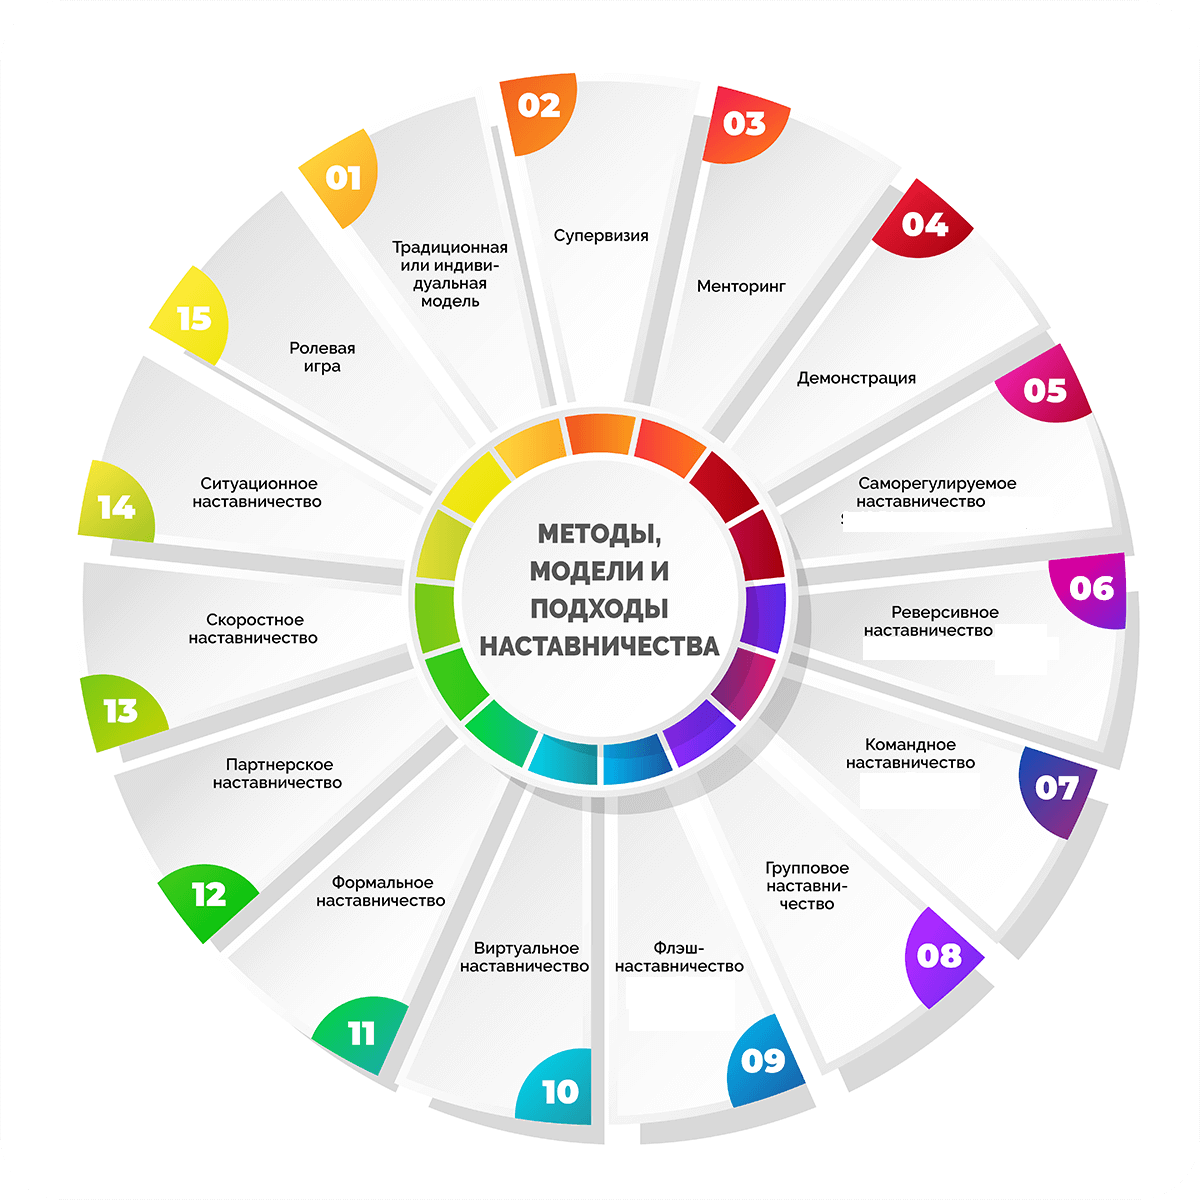 МЕТОДЫ,
МОДЕЛИ И
ПОДХОДЫ
НАСТАВНИЧЕСТВА
01
Традиционная
или индиви-
дуальная
модель
02
Супервизия
03
Менторинг
04
Демонстрация
05
Саморегулируемое
наставничество
06
Реверсивное
наставничество
07
Командное
наставничество
08
Групповое
наставни-
чество
09
Флэш-
наставничество
10
Виртуальное
наставничество
11
Формальное
наставничество
12
Партнерское
наставничество
13
Скоростное
наставничество
14
Ситуационное
наставничество
15
Ролевая
игра